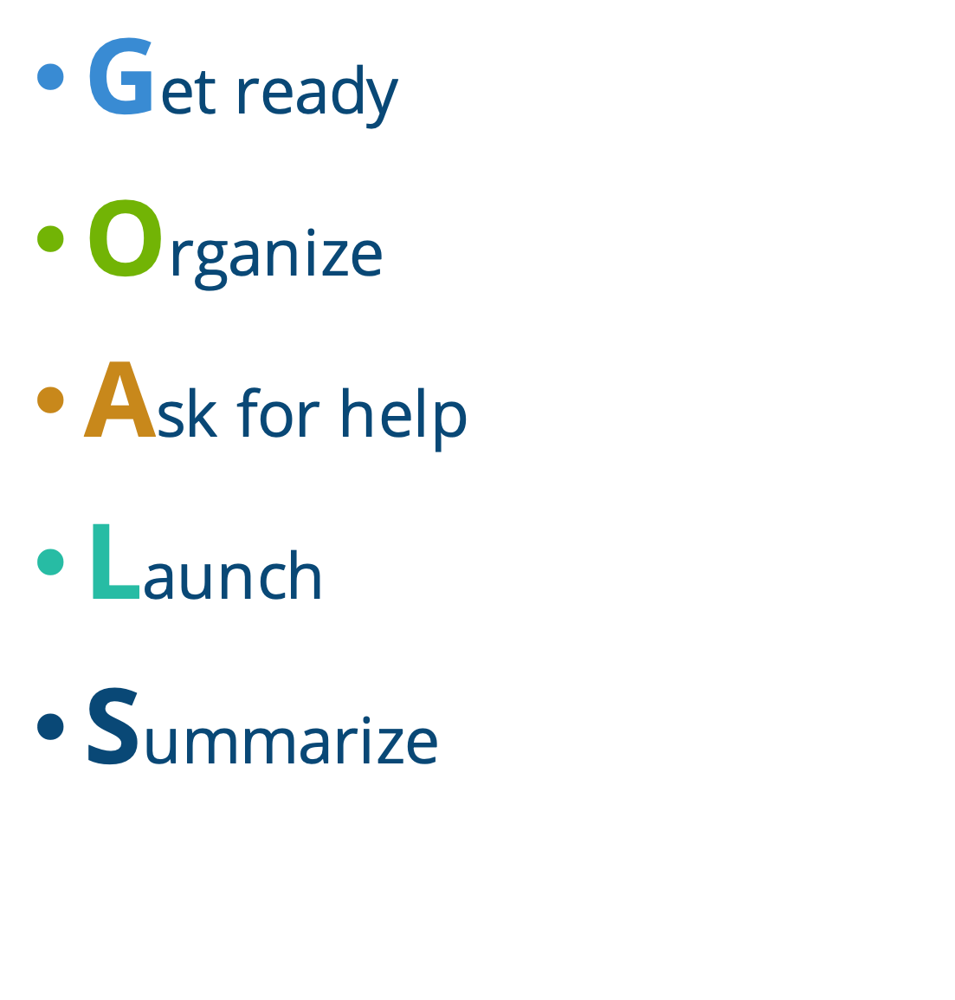 • Get ready
• Organize
• Ask for help
• Launch
• Summarize